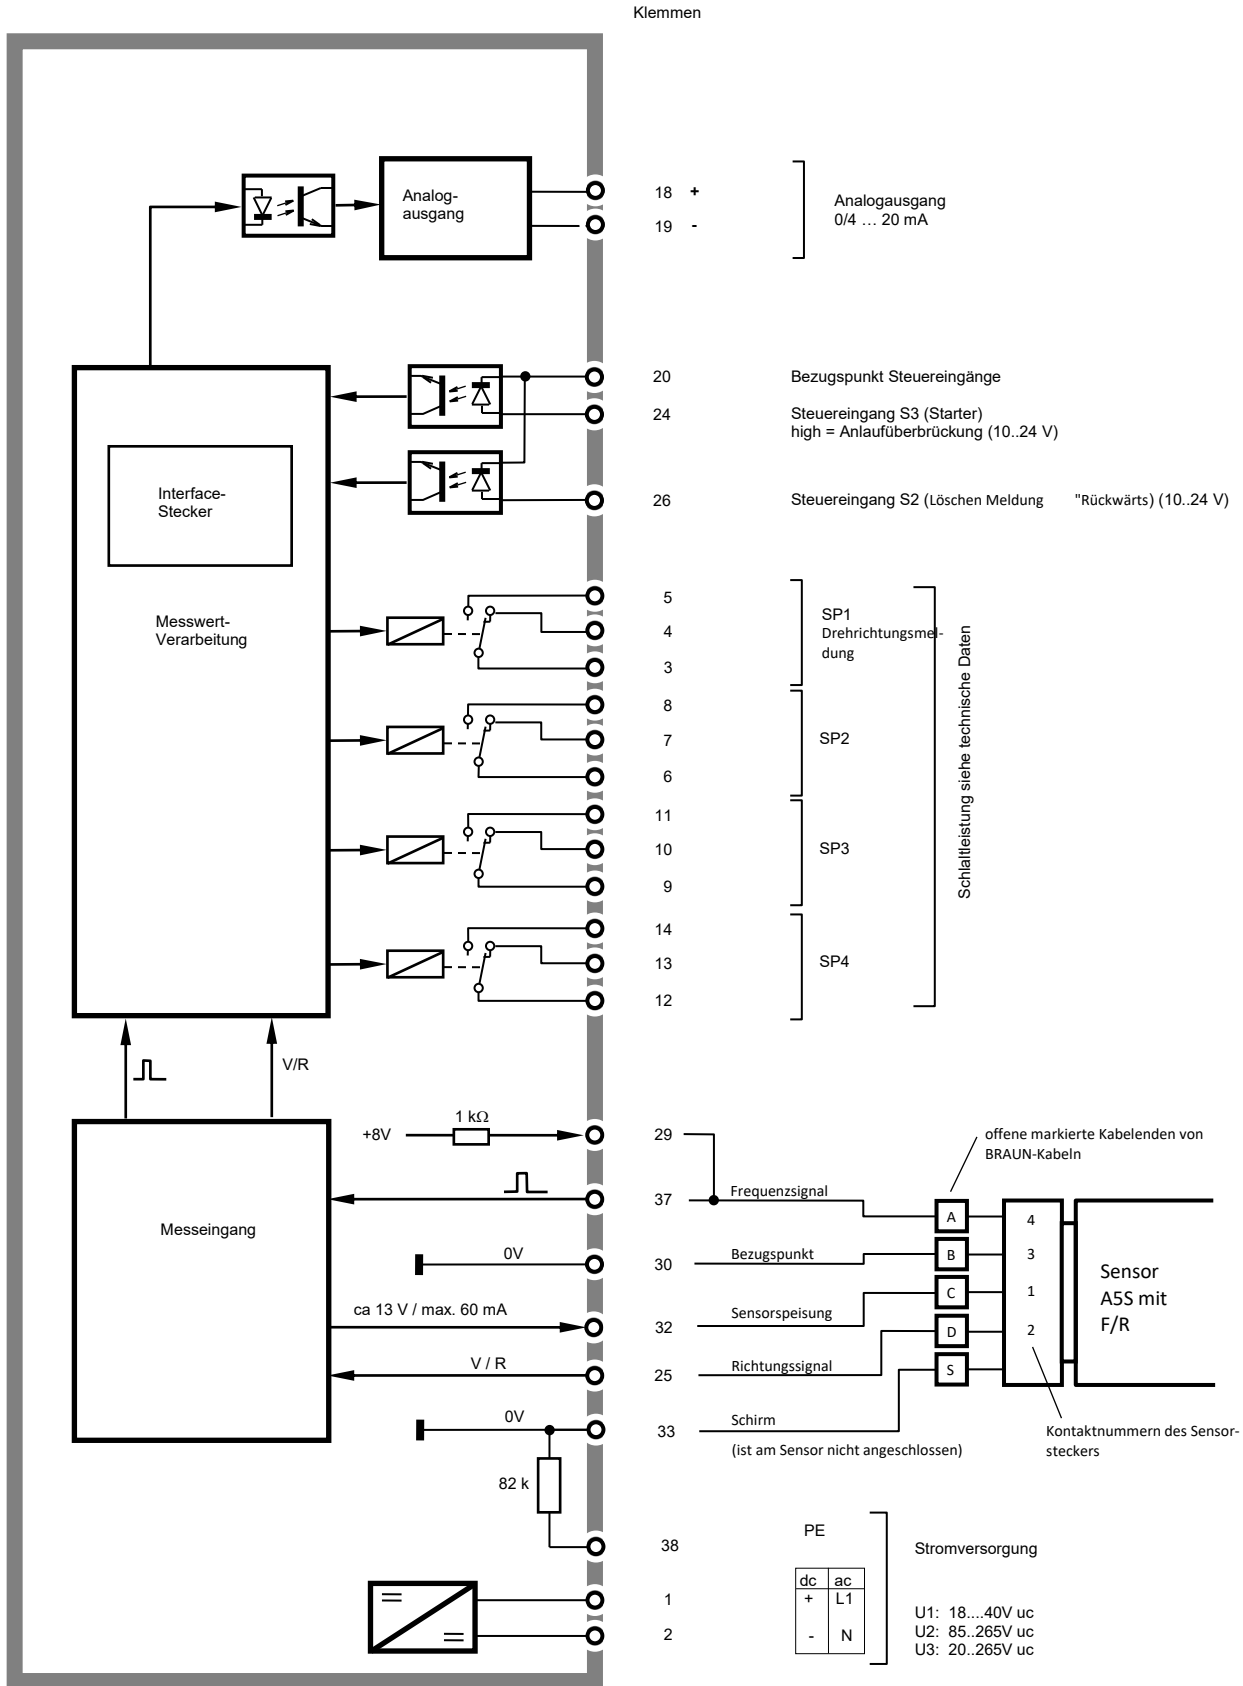 Klemmen
Analog-
ausgang
18 +
19 -
Analogausgang
0/4 … 20 mA
20
Bezugspunkt Steuereingänge
24
Steuereingang S3 (Starter)
high = Anlaufüberbrückung (10..24 V)
Interface-
Stecker
26
Steuereingang S2 (Löschen Meldung "Rückwärts) (10..24 V)
Messwert-
Verarbeitung
5
4
3
SP1
Drehrichtungsmel-
dung
8
7
6
SP2
11
10
9
SP3
14
13
12
SP4
Schlaltleistung siehe technische Daten
V/R
+8V
1 kΩ
29
offene markierte Kabelenden von
BRAUN-Kabeln
Messeingang
37
Frequenzsignal
A
4
0V
30
Bezugspunkt
B
3
ca 13 V / max. 60 mA
32
Sensorspeisung
C
1
V / R
25
Richtungssignal
D
2
S
Sensor
A5S mit
F/R
0V
33
Schirm
(ist am Sensor nicht angeschlossen)
Kontaktnummern des Sensor-
steckers
82 k
38
PE
Stromversorgung
dc ac
1
+ L1
2
- N
U1: 18....40V uc
U2: 85..265V uc
U3: 20..265V uc